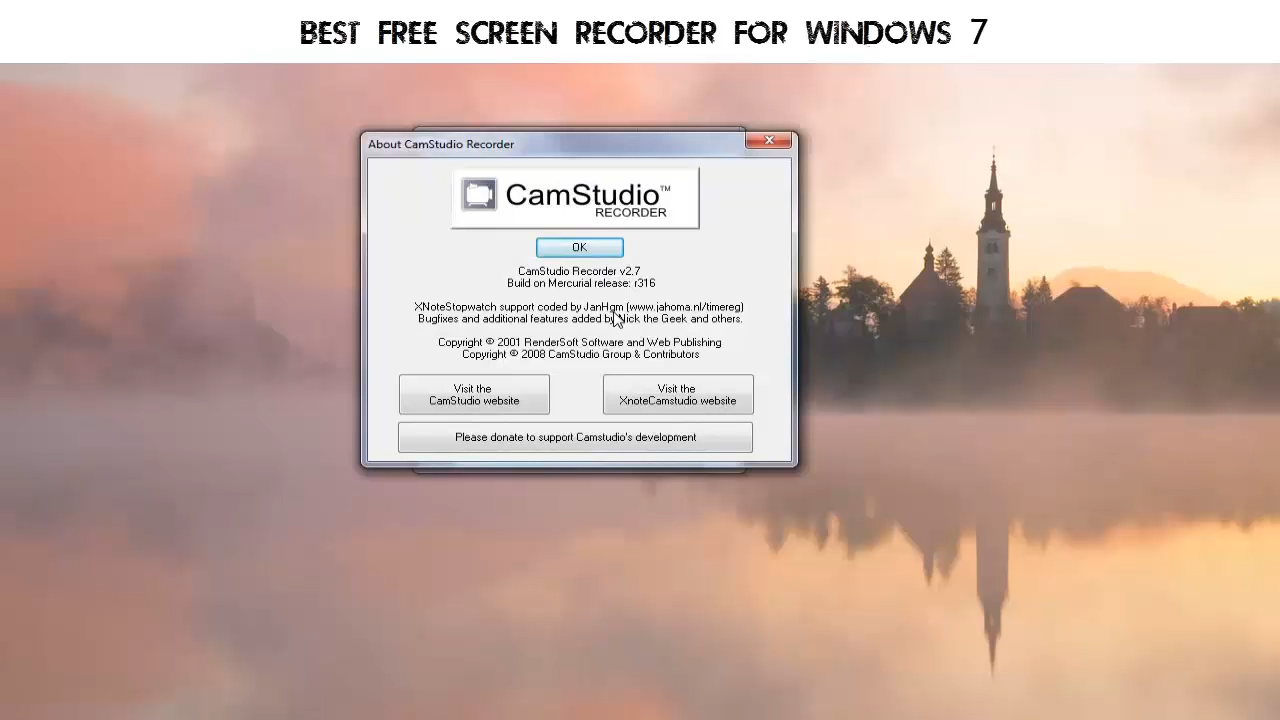 BEST FREE SCREEN RECORDER FOR WINDOWS 7
About CamStudio Recorder
CamStudio™
RECORDER
OK
CamStudio Recorder v2.7
Build on Mercurial release: r316
XNoteStopwatch support coded by JanHgm (www.jahoma.nl/timereg)
Bugfixes and additional features added by Nick the Geek and others.
Copyright © 2001 RenderSoft Software and Web Publishing
Copyright © 2008 CamStudio Group & Contributors
Visit the
CamStudio website
Visit the
XnoteCamstudio website
Please donate to support Camstudio's development